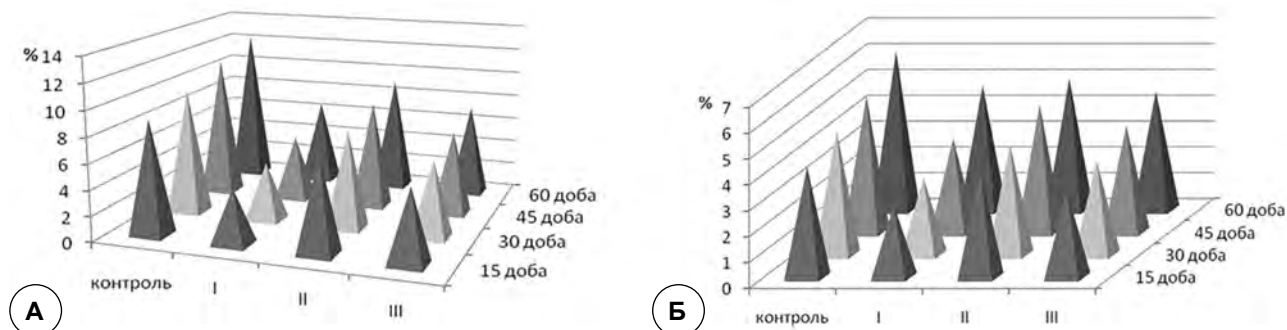 % 14
12
10
8
6
4
2
0
контроль
I
II
III
15 доба
30 доба
45 доба
60 доба
А
% 7
6
5
4
3
2
1
0
контроль
I
II
III
15 доба
30 доба
45 доба
60 доба
Б